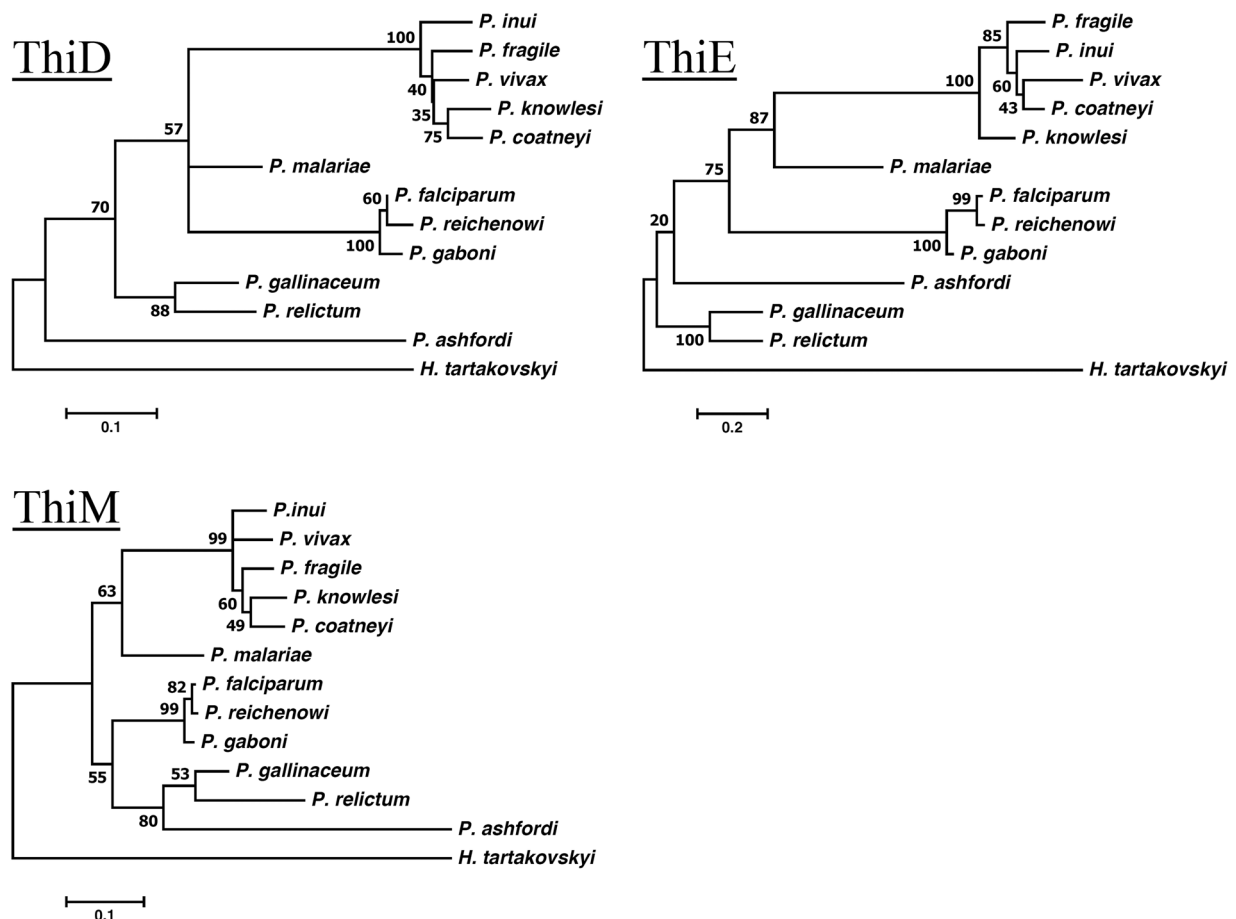 ThiD
100
P. inui
P. fragile
40
P. vivax
35
P. knowlesi
75
P. coatneyi
57
P. malariae
70
60
P. falciparum
P. reichenowi
100
P. gaboni
P. gallinaceum
88
P. relictum
P. ashfordi
H. tartakovskyi
0.1
ThiE
85
P. fragile
P. inui
100
60
P. vivax
43
P. coatneyi
P. knowlesi
87
P. malariae
75
99
P. falciparum
P. reichenowi
100
P. gaboni
20
P. ashfordi
P. gallinaceum
100
P. relictum
H. tartakovskyi
0.2
ThiM
P.inui
99
P. vivax
P. fragile
60
P. knowlesi
49
P. coatneyi
63
P. malariae
82
P. falciparum
99
P. reichenowi
P. gaboni
55
53
P. gallinaceum
P. relictum
80
P. ashfordi
H. tartakovskyi
0.1